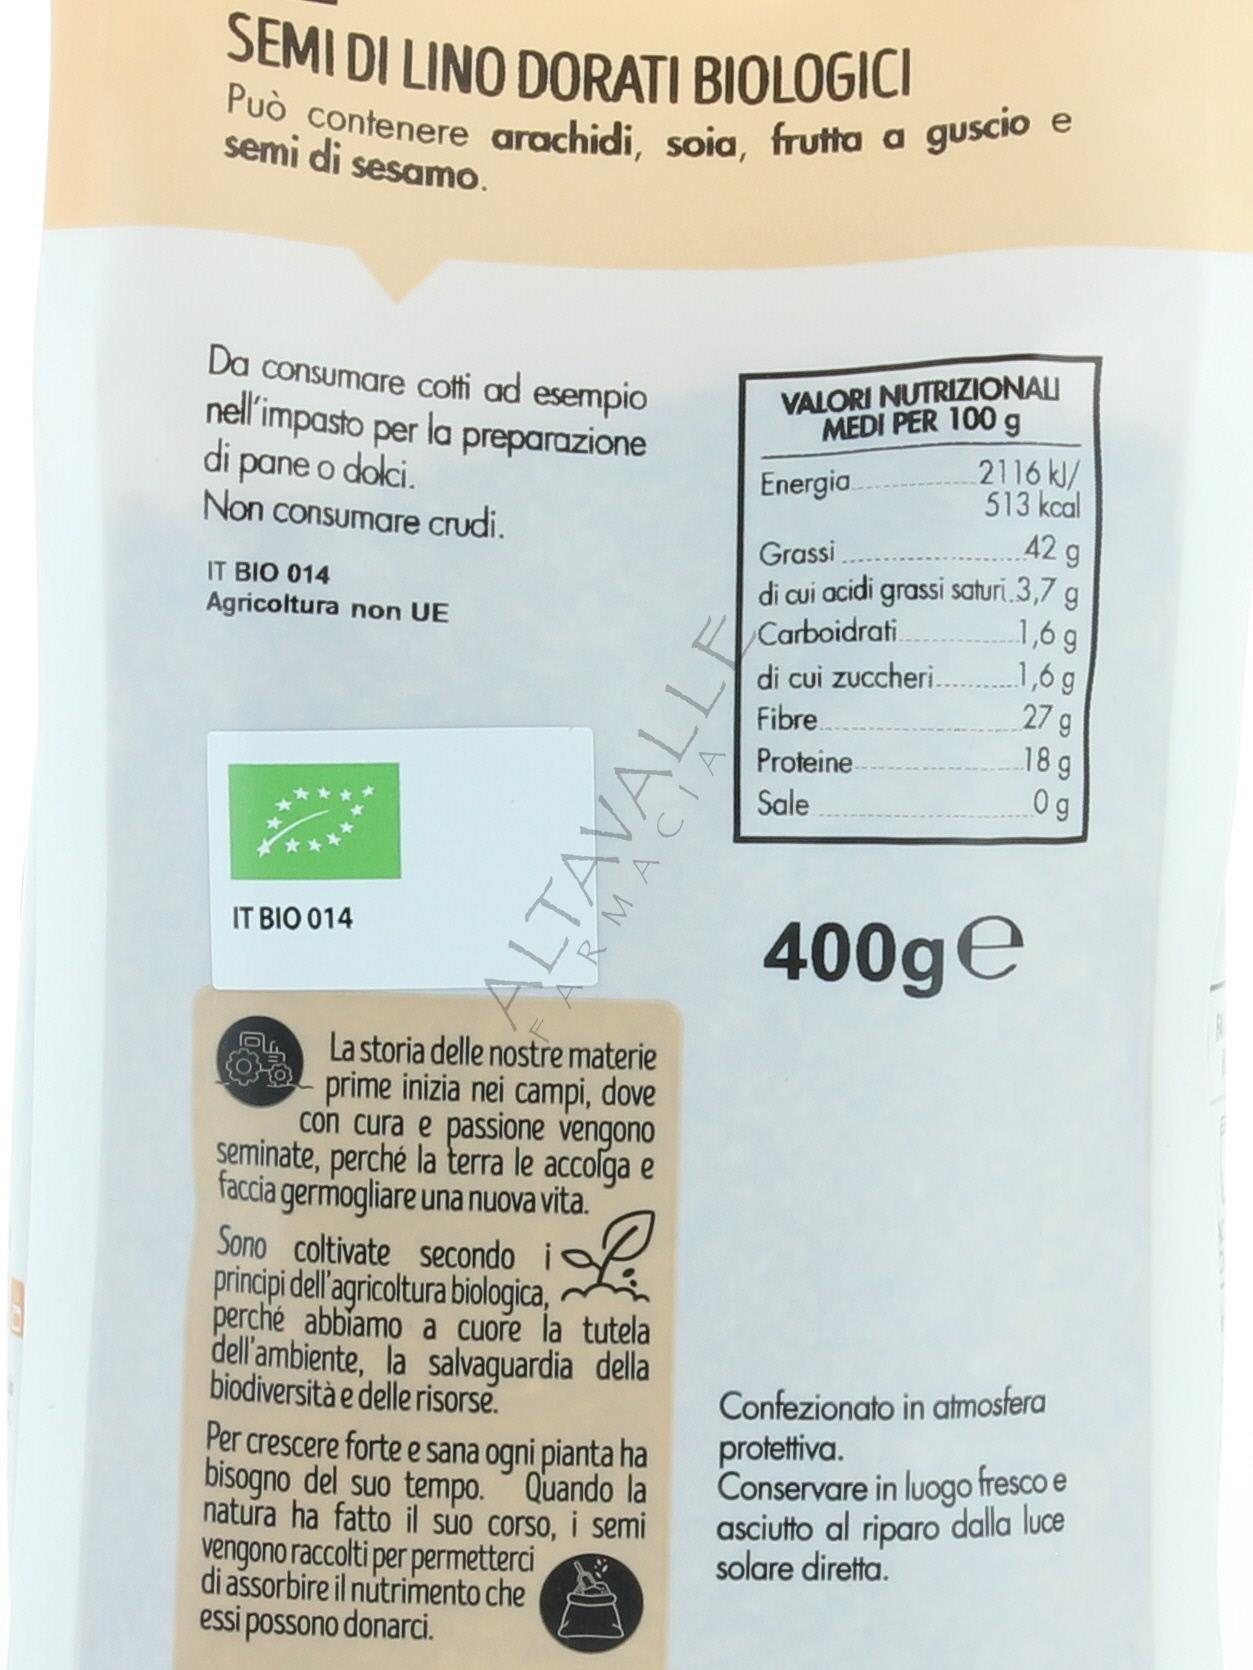 SEMI DI LINO DORATI BIOLOGICI
Può contenere arachidi, soia, frutta a guscio e
semi di sesamo.
Da consumare cotti ad esempio
nell'impasto per la preparazione
di pane o dolci.
Non consumare crudi.
IT BIO 014
Agricoltura non UE
VALORI NUTRIZIONALI
MEDI PER 100 g
Energia 2116 kJ/
513 kcal
Grassi 42 g
di cui acidi grassi saturi 3,7 g
Carboidrati 1,6 g
di cui zuccheri 1,6 g
Fibre 27 g
Proteine 18 g
Sale 0 g
IT BIO 014
400g e
ALTAVALLE
FARMACIA
La storia delle nostre materie
prime inizia nei campi, dove
con cura e passione vengono
seminate, perché la terra le accolga e
faccia germogliare una nuova vita.
Sono coltivate secondo i
principi dell'agricoltura biologica,
perché abbiamo a cuore la tutela
dell'ambiente, la salvaguardia della
biodiversità e delle risorse.
Per crescere forte e sana ogni pianta ha
bisogno del suo tempo. Quando la
natura ha fatto il suo corso, i semi
vengono raccolti per permetterci
di assorbire il nutrimento che
essi possono donarci.
Confezionato in atmosfera
protettiva.
Conservare in luogo fresco e
asciutto al riparo dalla luce
solare diretta.